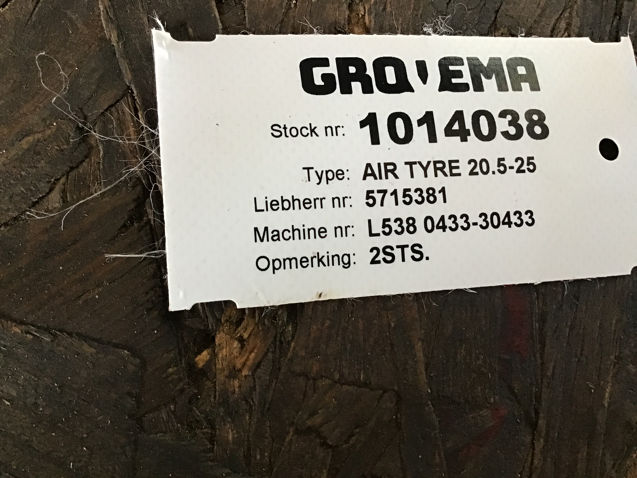 GROVEMA
Stock nr: 1014038
Type: AIR TYRE 20.5-25
Liebherr nr: 5715381
Machine nr: L538 0433-30433
Opmerking: 2STS.